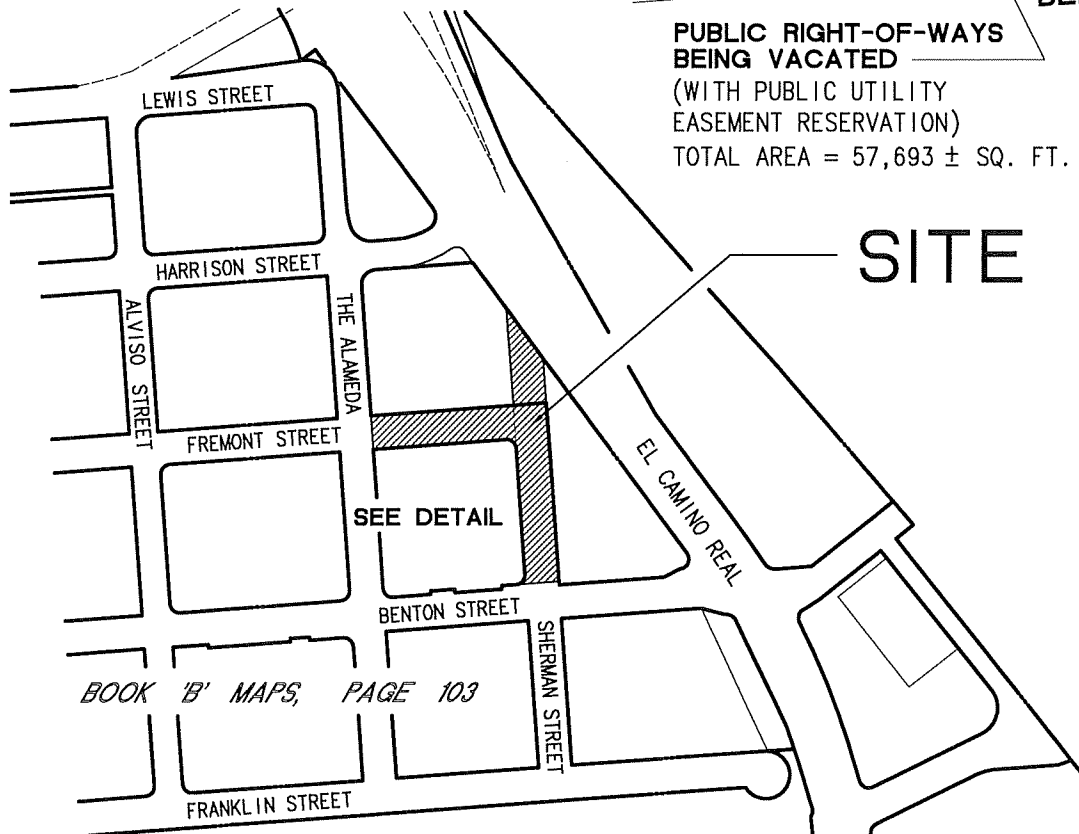 PUBLIC RIGHT-OF-WAYS
BEING VACATED
(WITH PUBLIC UTILITY
EASEMENT RESERVATION)
TOTAL AREA = 57,693 ± SQ. FT.
SITE
LEWIS STREET
HARRISON STREET
ALVISO STREET
THE ALAMEDA
FREMONT STREET
EL CAMINO REAL
SEE DETAIL
BENTON STREET
SHERMAN STREET
BOOK 'B' MAPS, PAGE 103
FRANKLIN STREET